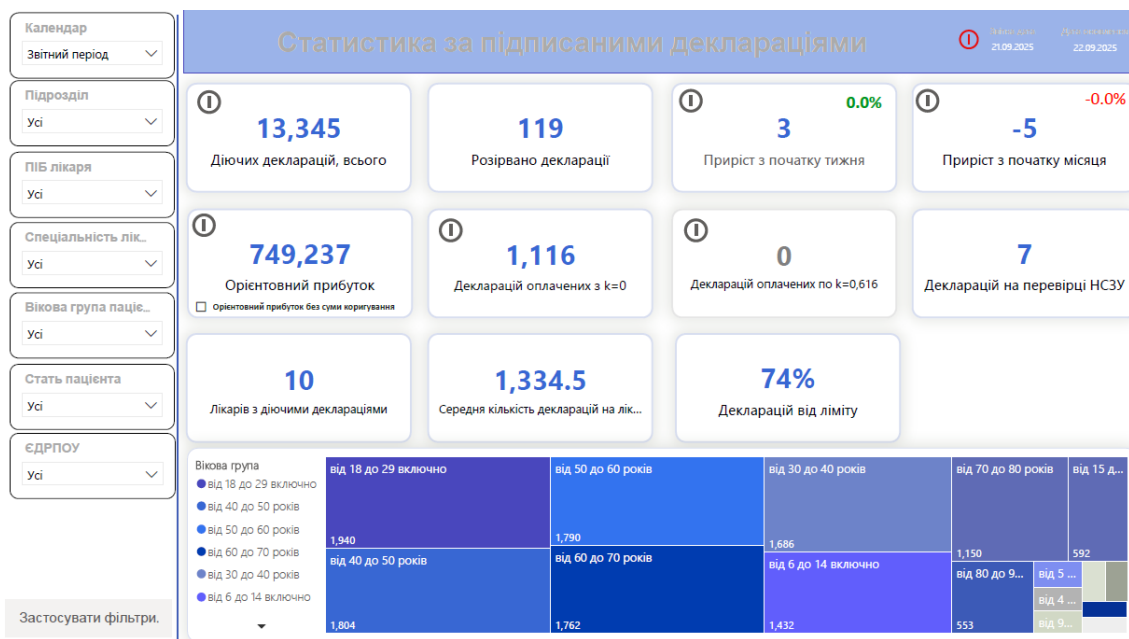 Календар
Звітний період
Підрозділ
Усі
ПІБ лікаря
Усі
Спеціальність лік...
Усі
Вікова група паціє...
Усі
Стать пацієнта
Усі
ЄДРПОУ
Усі
Застосувати фільтри.
Статистика за підписаними деклараціями
21.09.2025
22.09.2025
13,345
Діючих декларацій, всього
119
Розірвано декларації
0.0%
3
Приріст з початку тижня
-0.0%
-5
Приріст з початку місяця
749,237
Орієнтовний прибуток
Орієнтовний прибуток без суми коригування
1,116
Декларацій оплачених з k=0
0
Декларацій оплачених по k=0,616
7
Декларацій на перевірці НСЗУ
10
Лікарів з діючими деклараціями
1,334.5
Середня кількість декларацій на лік...
74%
Декларацій від ліміту
Вікова група
від 18 до 29 включно
від 40 до 50 років
від 50 до 60 років
від 60 до 70 років
від 30 до 40 років
від 6 до 14 включно
від 18 до 29 включно
1,940
від 40 до 50 років
1,804
від 50 до 60 років
1,790
від 60 до 70 років
1,762
від 30 до 40 років
1,686
від 6 до 14 включно
1,432
від 70 до 80 років
1,150
від 15 д...
592
від 80 до 9...
553
від 5 ...
від 4 ...
від 9...